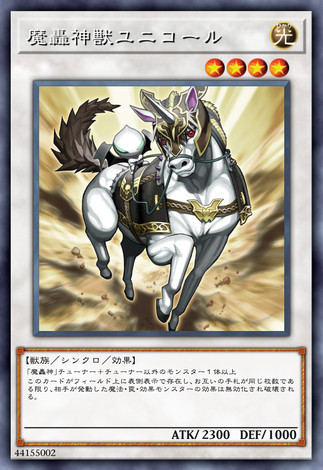 魔轟神獣ユニコール
光
【獣族／シンクロ／効果】
「魔轟神」チューナー＋チューナー以外のモンスター１体以上
このカードがフィールド上に表側表示で存在し、お互いの手札が同じ枚数であ
る限り、相手が発動した魔法・罠・効果モンスターの効果は無効化され破壊さ
れる。
ATK/ 2300 DEF/1000
44155002